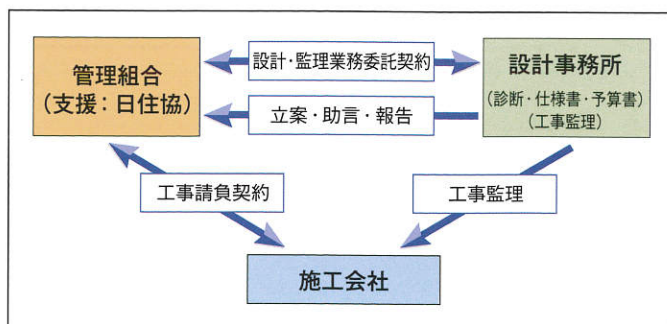 管理組合
（支援：日住協）
設計・監理業務委託契約
設計事務所
（診断・仕様書・予算書）
（工事監理）
立案・助言・報告
工事請負契約
工事監理
施工会社